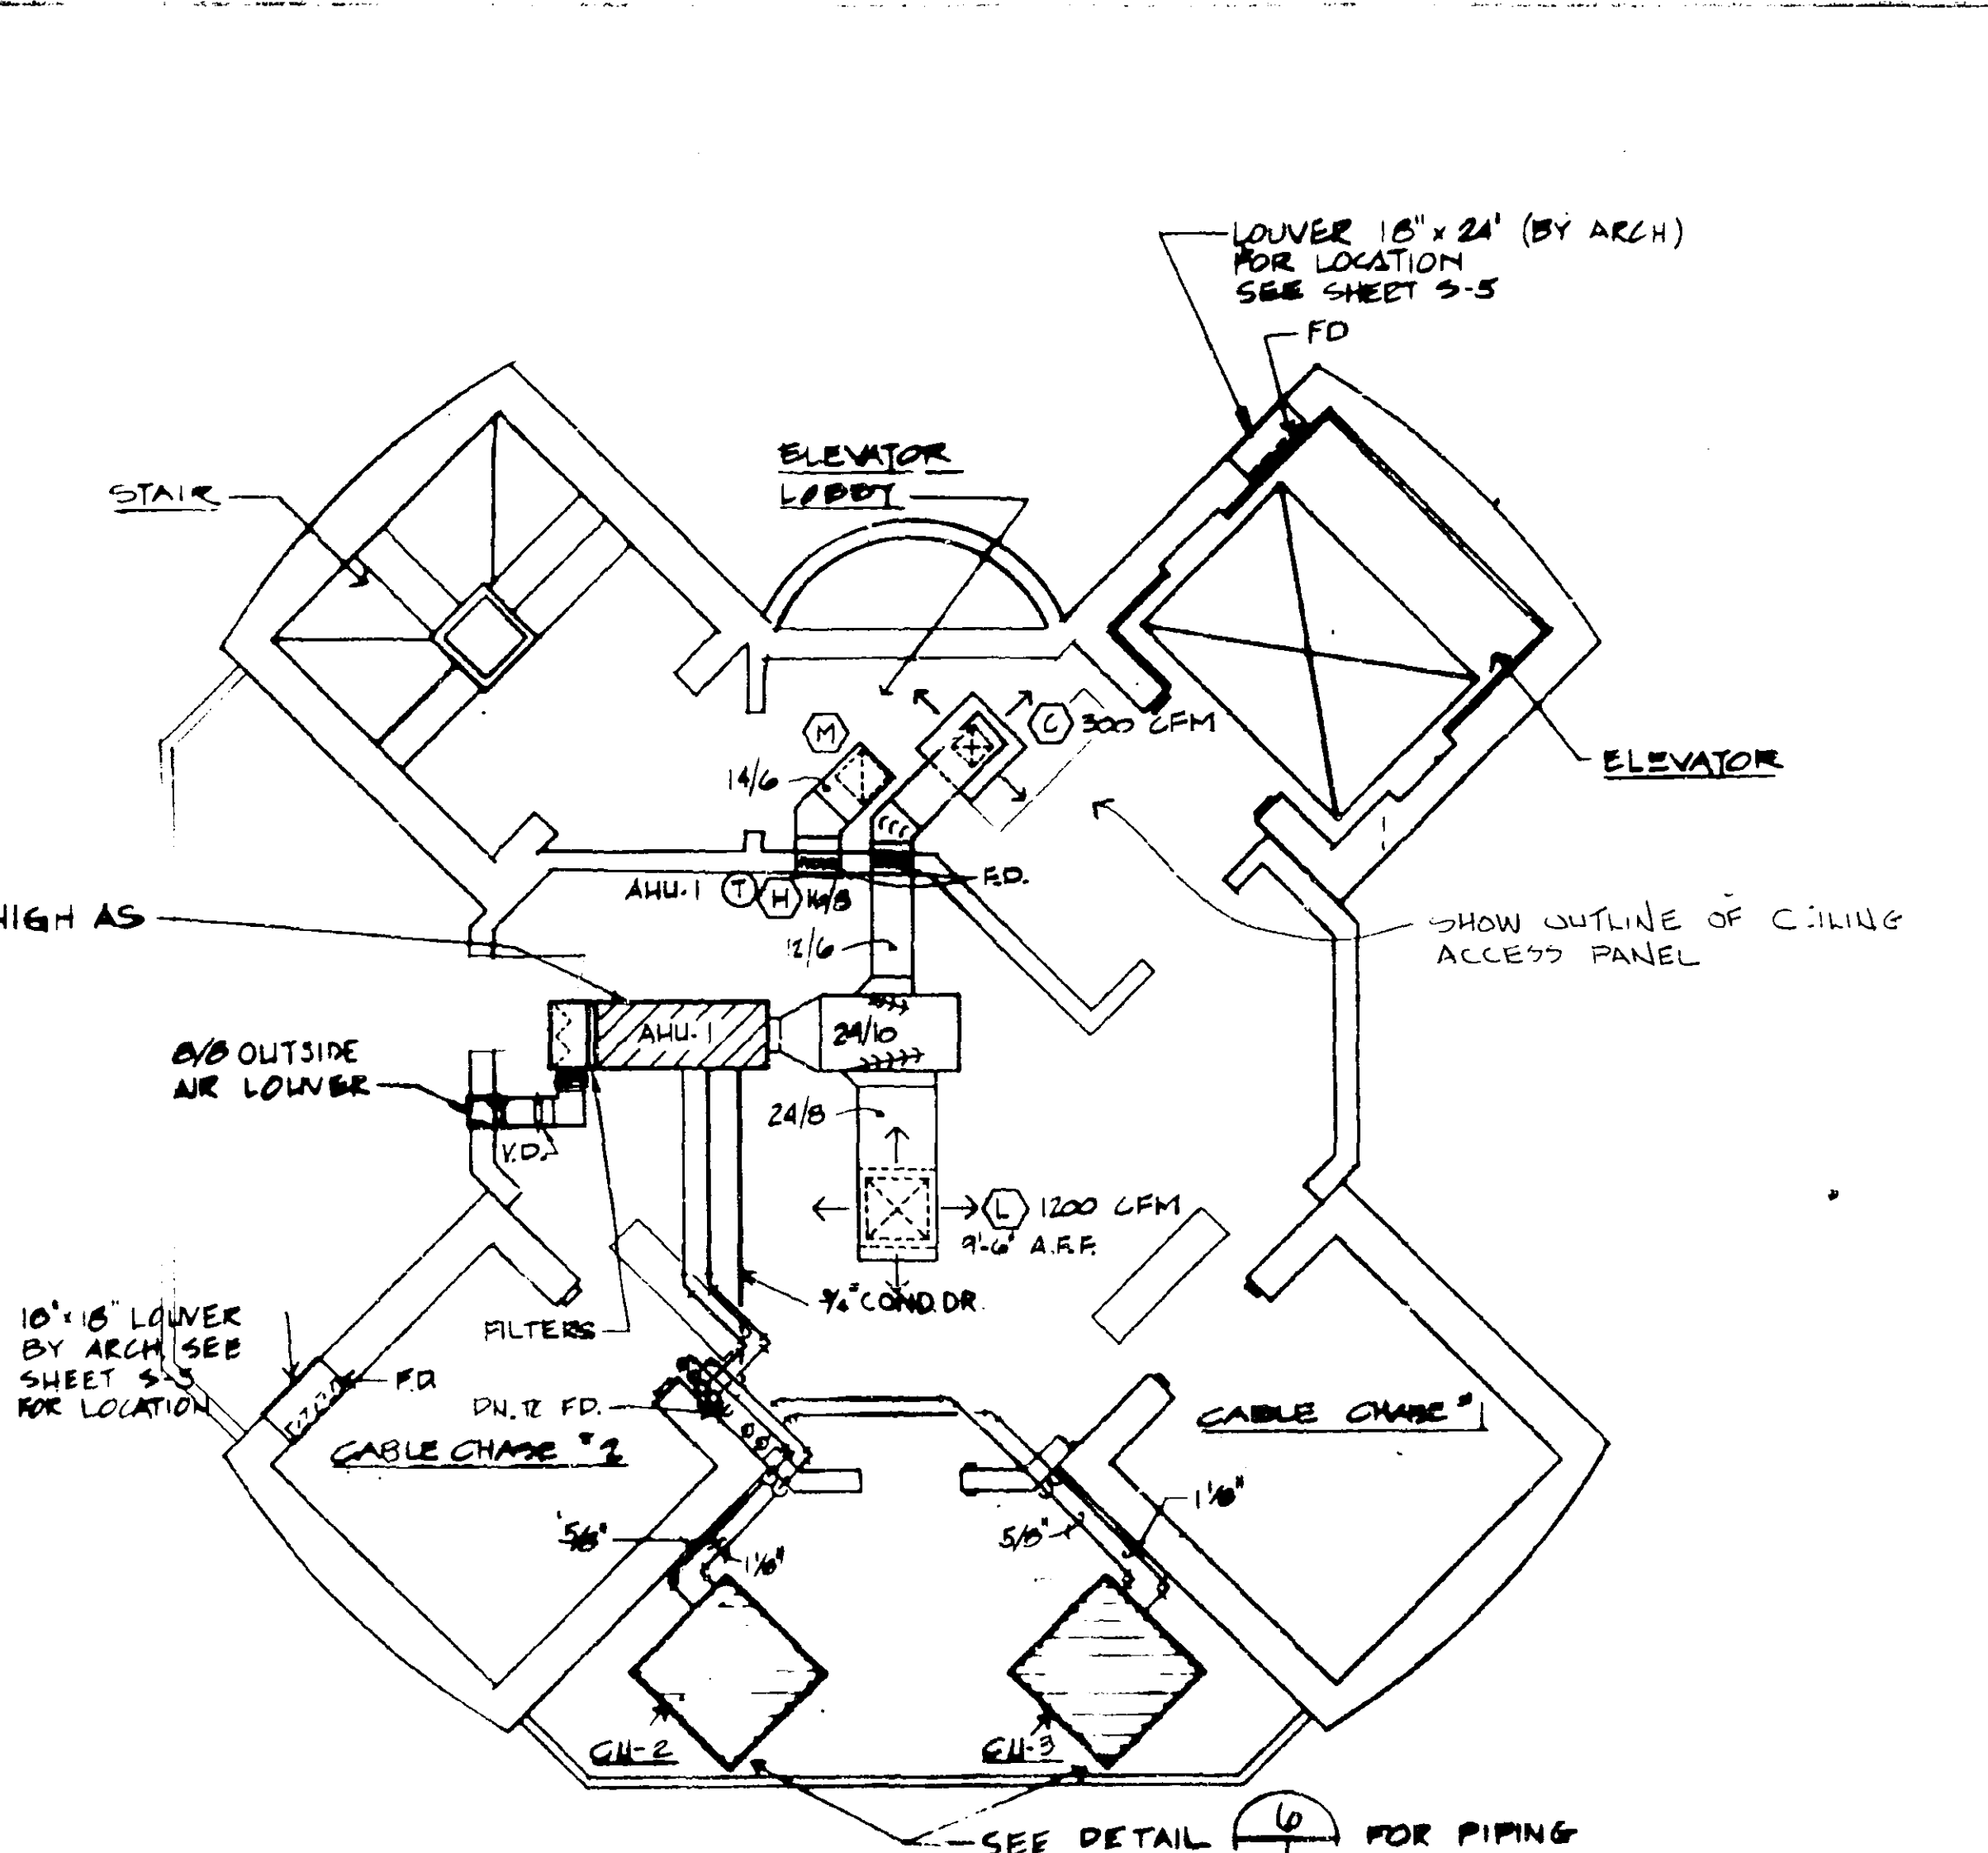 LOUVER 18" x 24" (BY ARCH)
FOR LOCATION
SEE SHEET S-5
FD
ELEVATOR
LOBBY
STAIR
M
C 300 CFM
14/6
ELEVATOR
F.D.
AHU-1 T H 14/8
HIGH AS
SHOW OUTLINE OF CEILING
ACCESS PANEL
12/6
AHU-1
24/10
8/8 OUTSIDE
AIR LOUVER
24/8
V.D.
L 1200 CFM
9'-6" A.F.F.
3/4" COND. DR.
18" x 18" LOUVER
BY ARCH. SEE
SHEET S-5
FOR LOCATION
FILTERS
F.D.
DN. FD.
CABLE CHASE #1
CABLE CHASE #2
1 1/8"
5/8"
5/8"
1 1/8"
CU-2
CU-3
SEE DETAIL 6 FOR PIPING